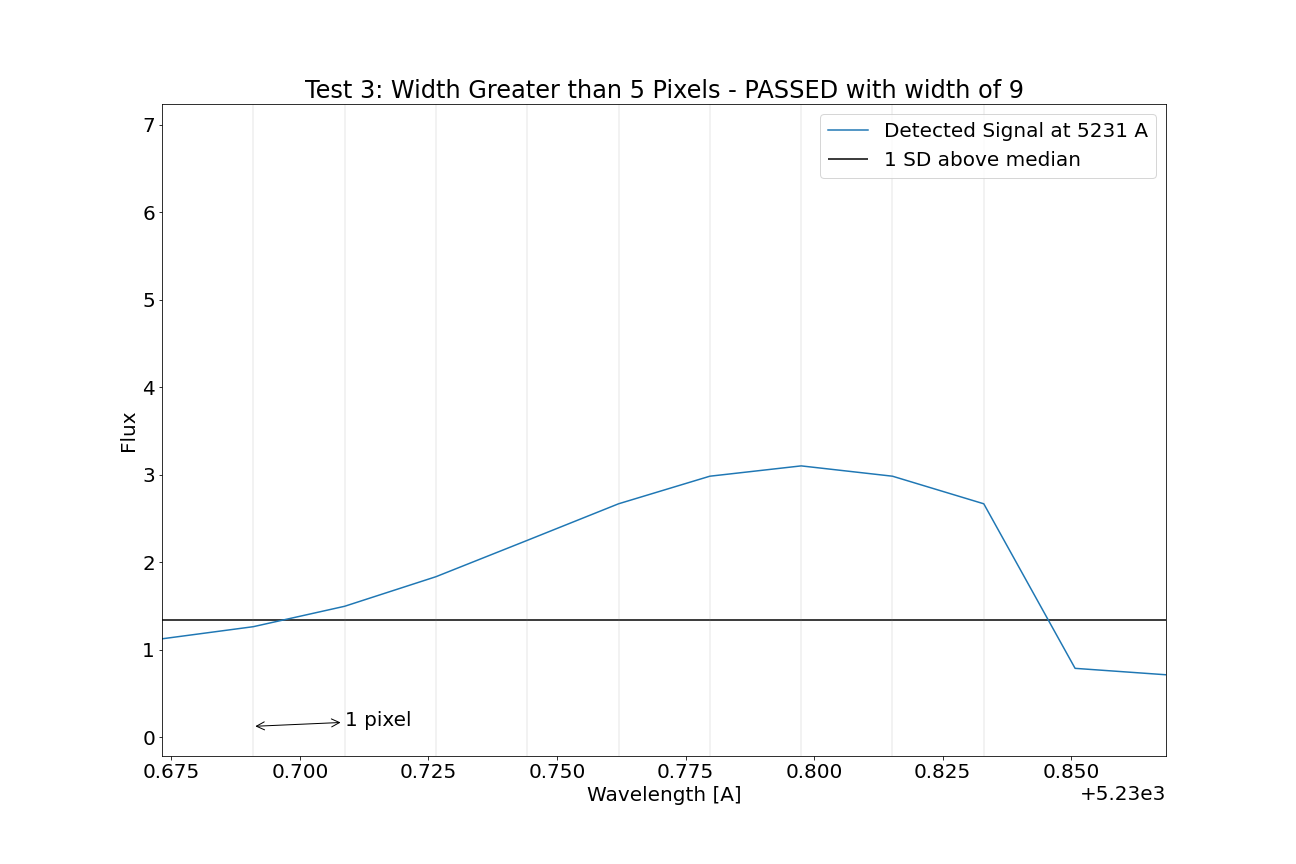 Test 3: Width Greater than 5 Pixels - PASSED with width of 9
Detected Signal at 5231 A
1 SD above median
7
6
5
4
3
2
1
0
Flux
1 pixel
0.675 0.700 0.725 0.750 0.775 0.800 0.825 0.850
Wavelength [A]
+5.23e3